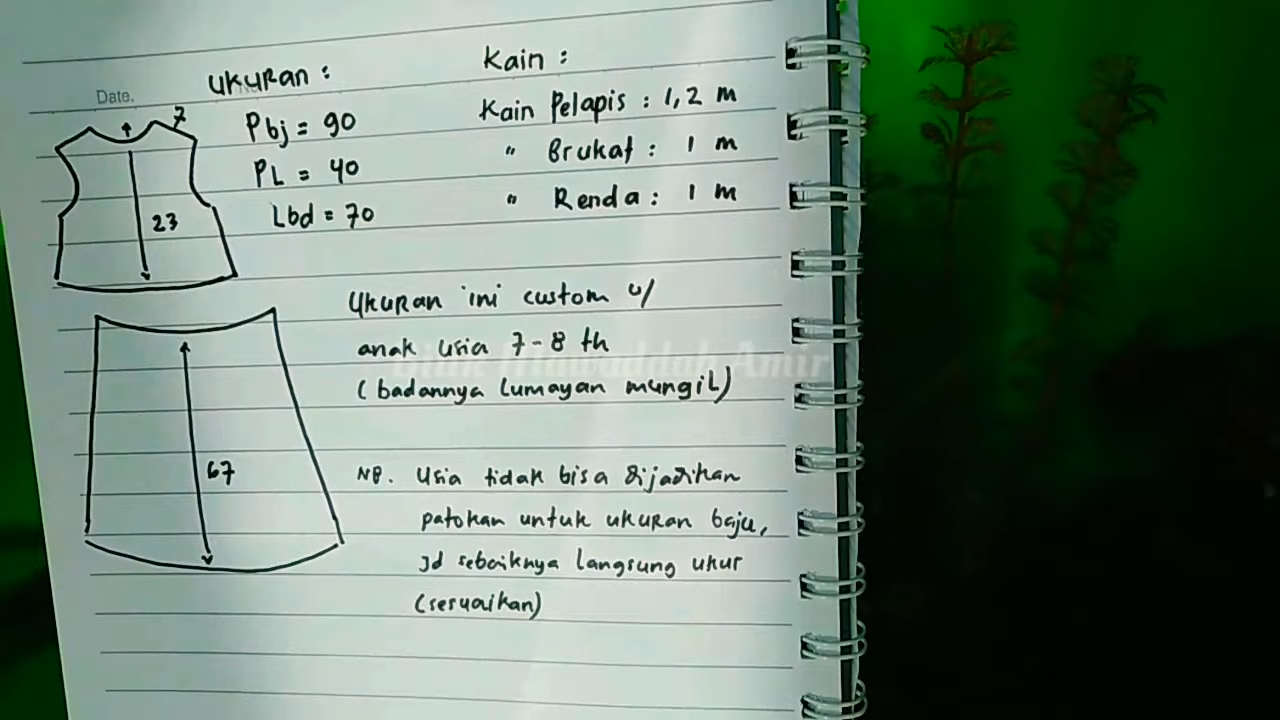 Date.
ukuran :
Pbj = 90
PL = 40
Lbd = 70
Kain :
Kain Pelapis : 1,2 m
" Brukat : 1 m
" Renda : 1 m
7
23
67
Ukuran ini custom u/
anak usia 7-8 th
(badannya lumayan mungil)
NB. Usia tidak bisa dijadikan
patokan untuk ukuran baju,
jd sebaiknya langsung ukur
(sesuaikan)
Amir